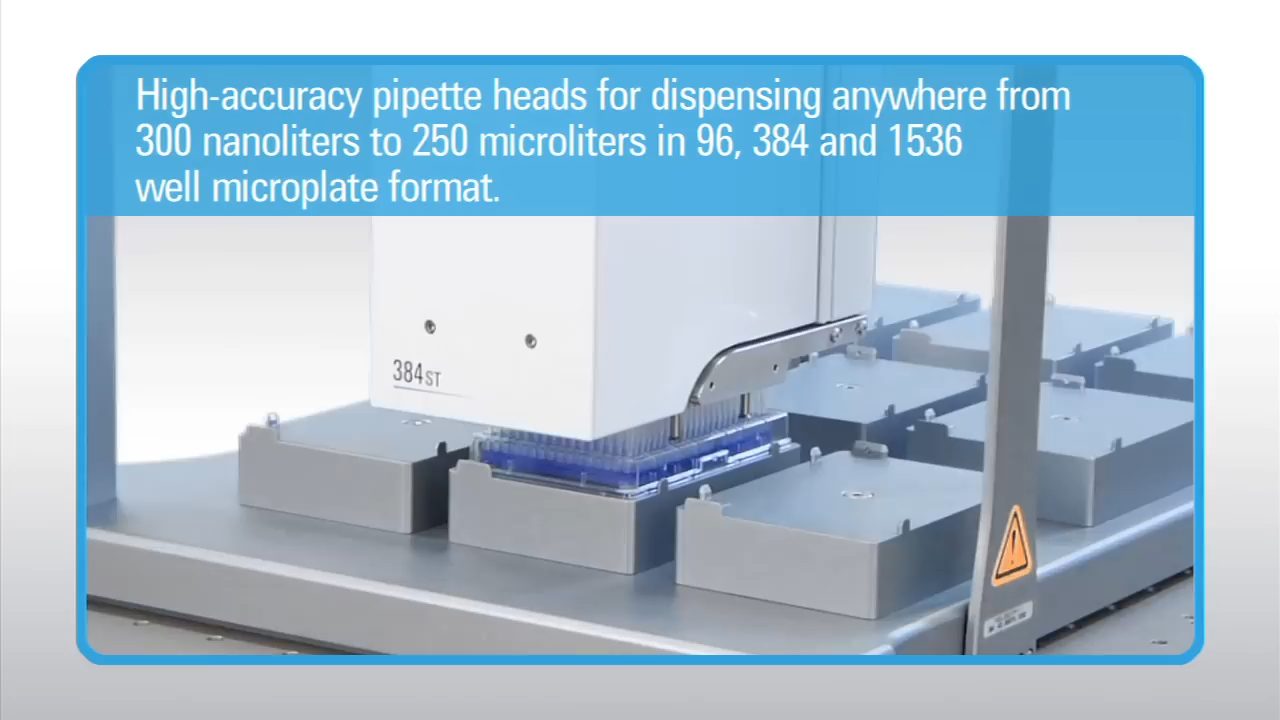 High-accuracy pipette heads for dispensing anywhere from
300 nanoliters to 250 microliters in 96, 384 and 1536
well microplate format.
384ST